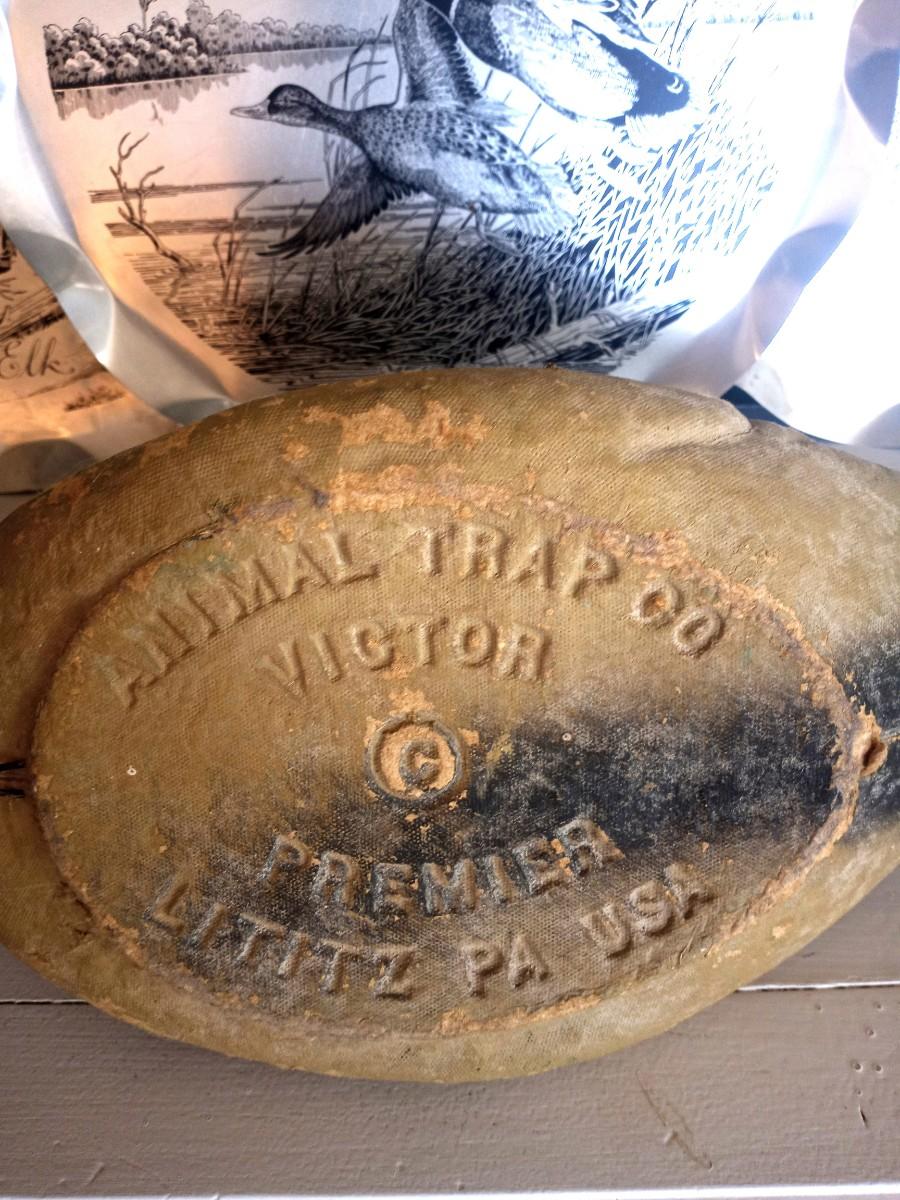 Elk
ANIMAL TRAP CO
VICTOR
©
PREMIER
LITITZ PA USA